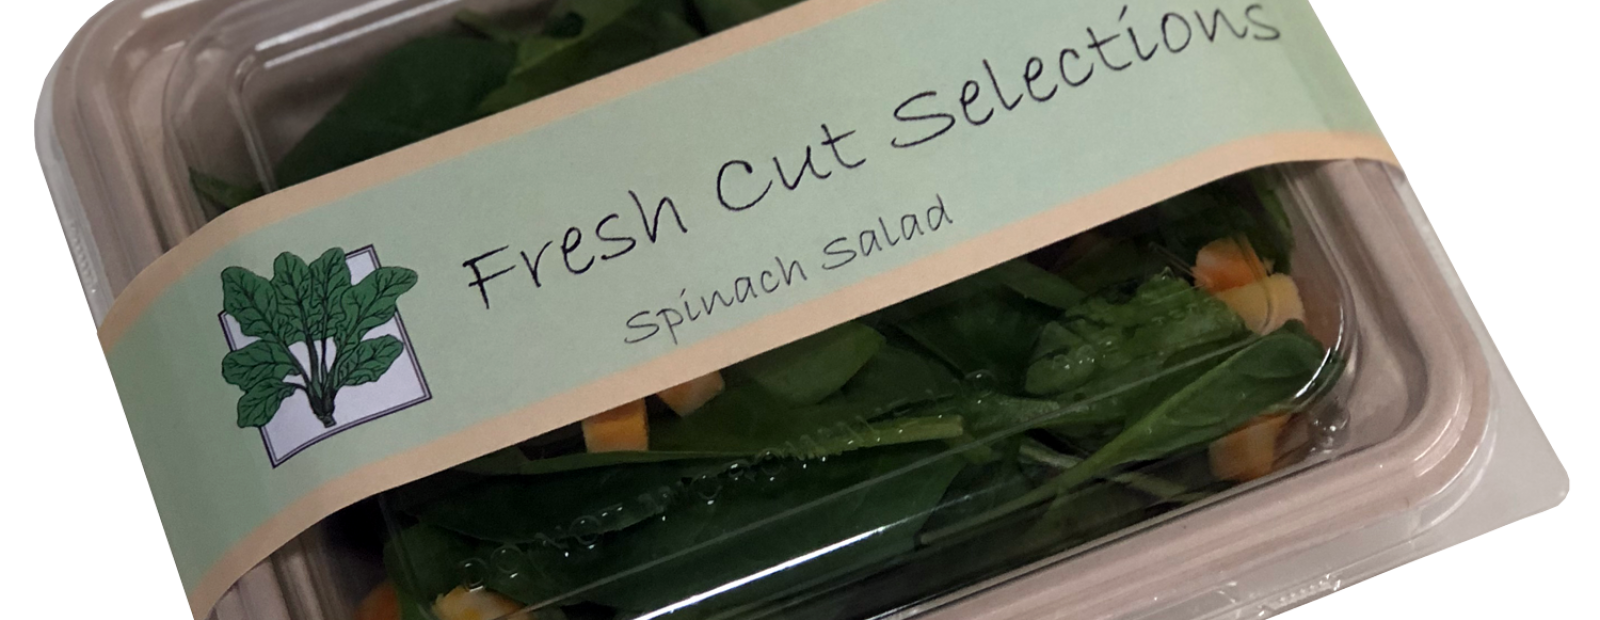 Fresh Cut Selections
Spinach Salad